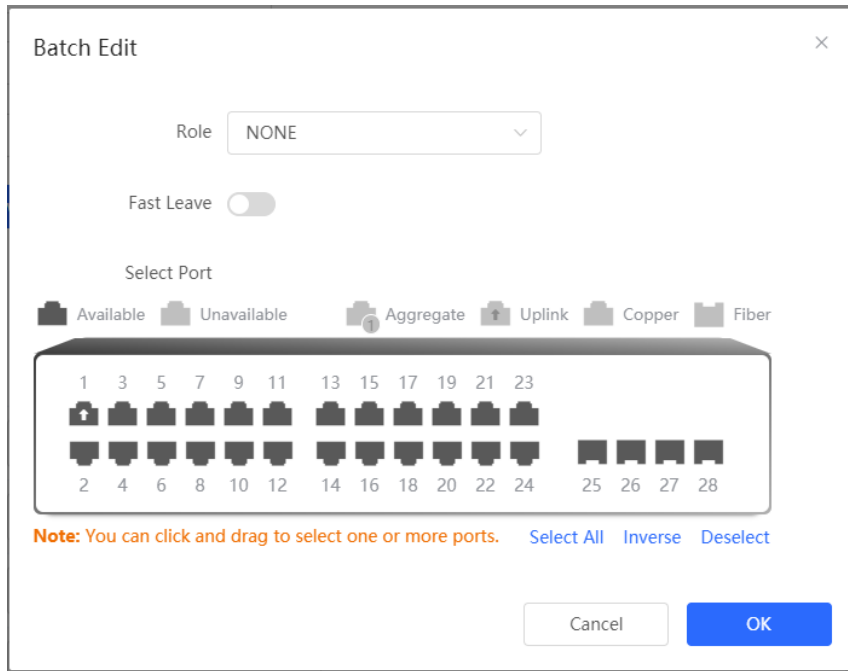 Batch Edit
Role NONE
Fast Leave
Select Port
Available Unavailable Aggregate Uplink Copper Fiber
1
1 3 5 7 9 11 13 15 17 19 21 23
2 4 6 8 10 12 14 16 18 20 22 24 25 26 27 28
Note: You can click and drag to select one or more ports. Select All Inverse Deselect
Cancel OK